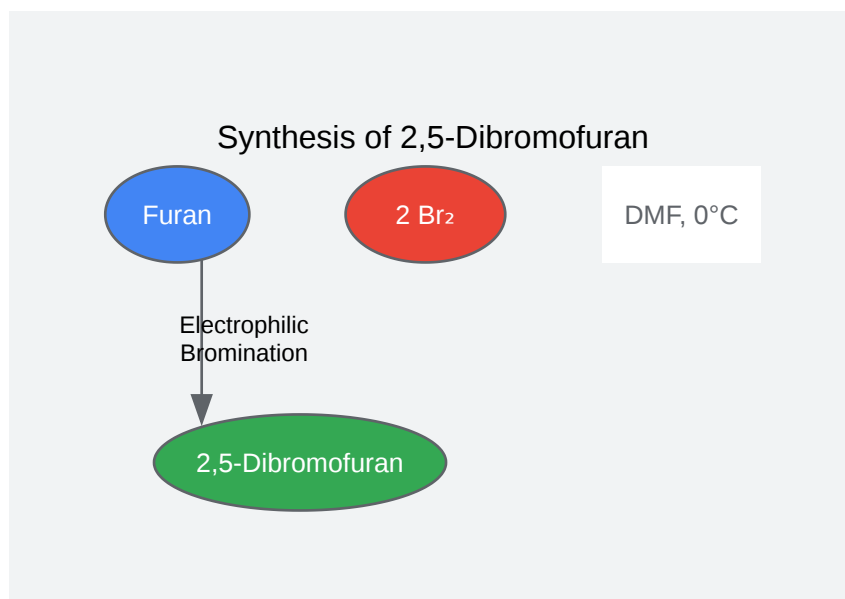 Synthesis of 2,5-Dibromofuran
Furan
2 Br₂
DMF, 0°C
Electrophilic
Bromination
2,5-Dibromofuran